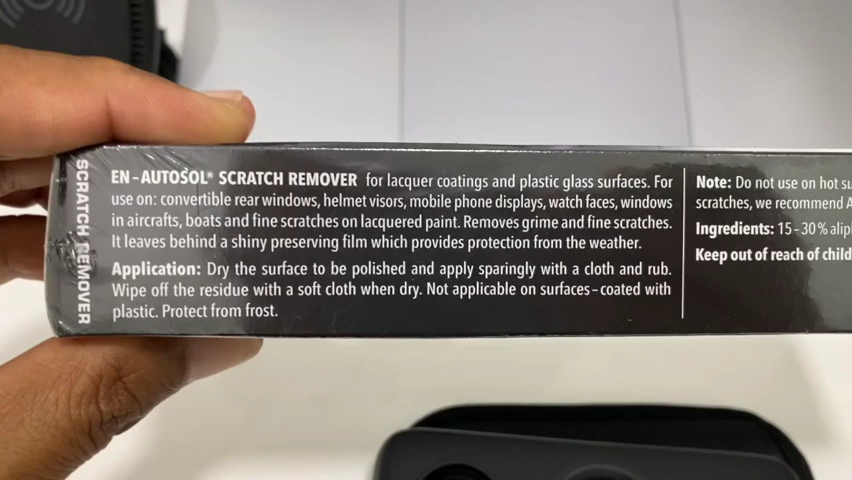 SCRATCH REMOVER
EN–AUTOSOL® SCRATCH REMOVER for lacquer coatings and plastic glass surfaces. For
use on: convertible rear windows, helmet visors, mobile phone displays, watch faces, windows
in aircrafts, boats and fine scratches on lacquered paint. Removes grime and fine scratches.
It leaves behind a shiny preserving film which provides protection from the weather.
Application: Dry the surface to be polished and apply sparingly with a cloth and rub.
Wipe off the residue with a soft cloth when dry. Not applicable on surfaces–coated with
plastic. Protect from frost.
Note: Do not use on hot su
scratches, we recommend A
Ingredients: 15–30% alip
Keep out of reach of child